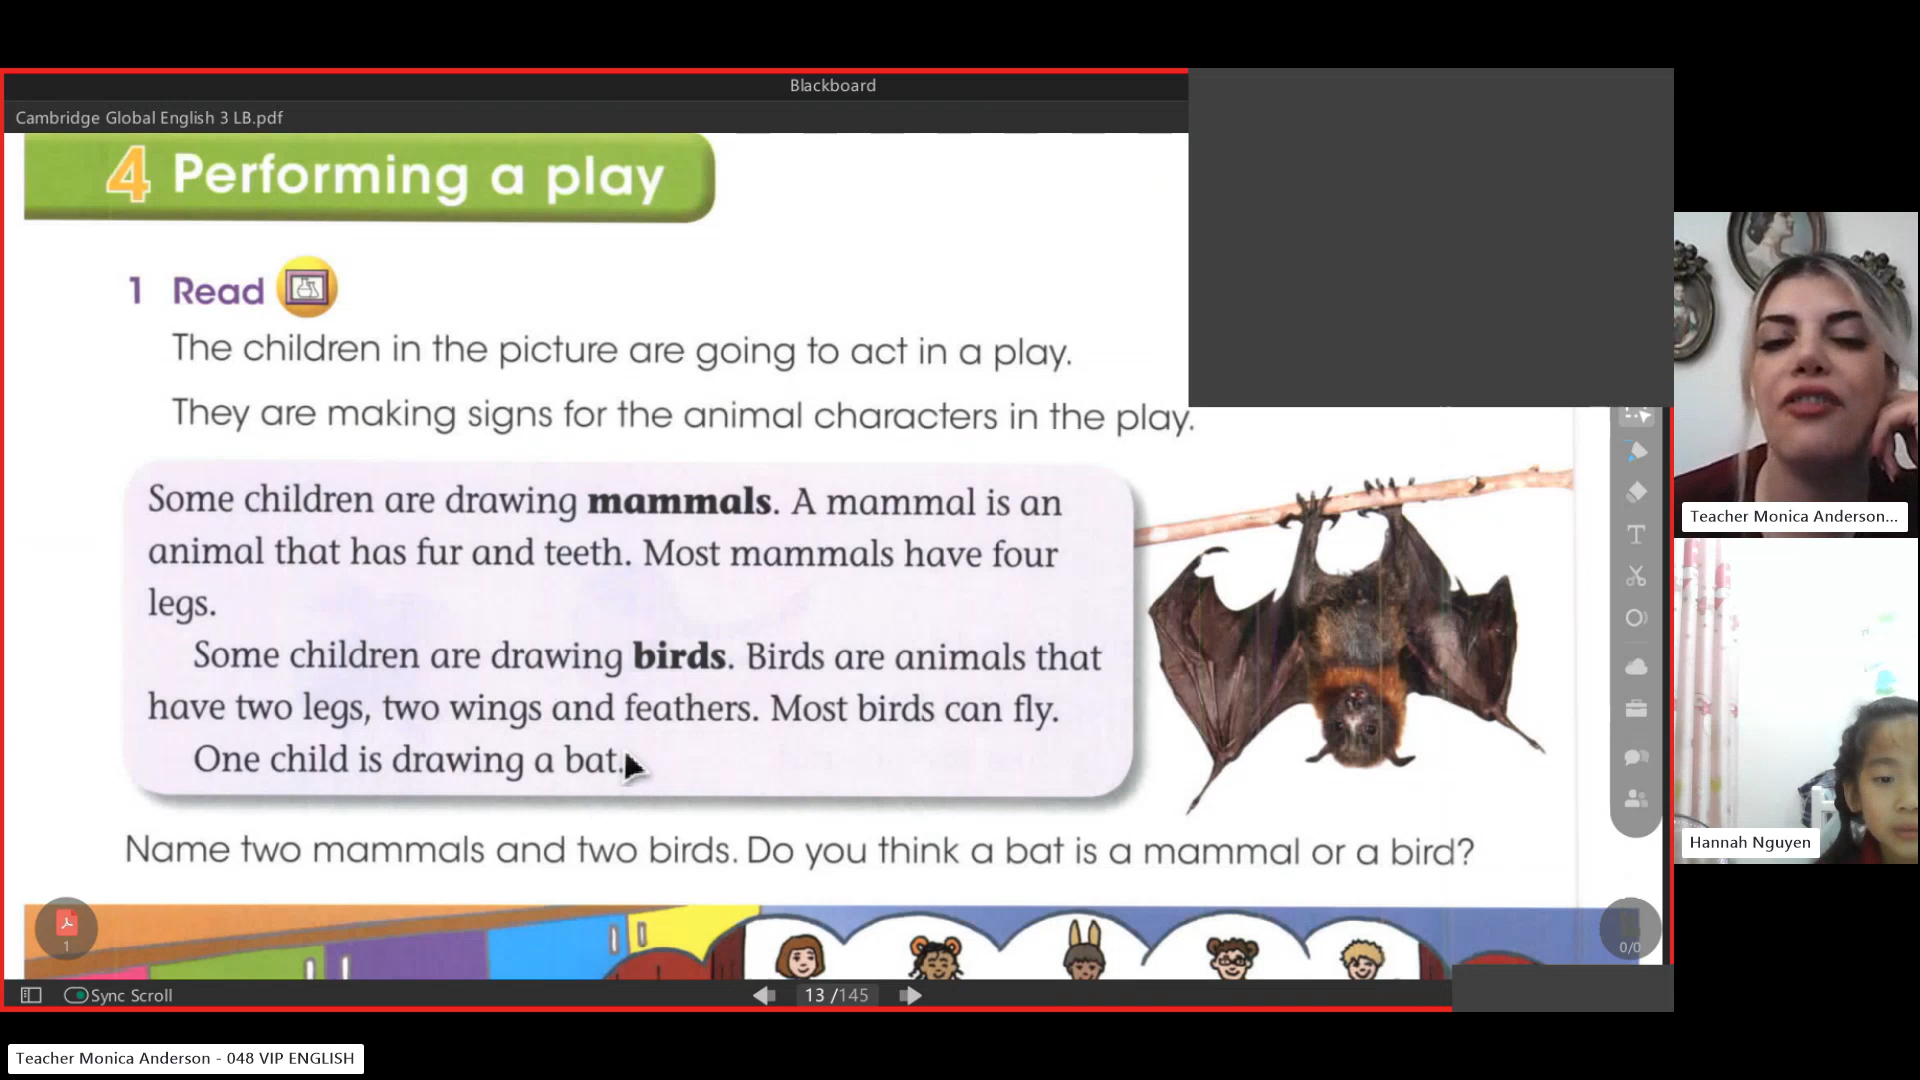 Blackboard
Cambridge Global English 3 LB.pdf
4 Performing a play
1 Read
The children in the picture are going to act in a play.
They are making signs for the animal characters in the play.
Some children are drawing mammals. A mammal is an
animal that has fur and teeth. Most mammals have four
legs.
Some children are drawing birds. Birds are animals that
have two legs, two wings and feathers. Most birds can fly.
One child is drawing a bat.
Name two mammals and two birds. Do you think a bat is a mammal or a bird?
1
0/0
Sync Scroll
13 /145
Teacher Monica Anderson...
Hannah Nguyen
Teacher Monica Anderson - 048 VIP ENGLISH